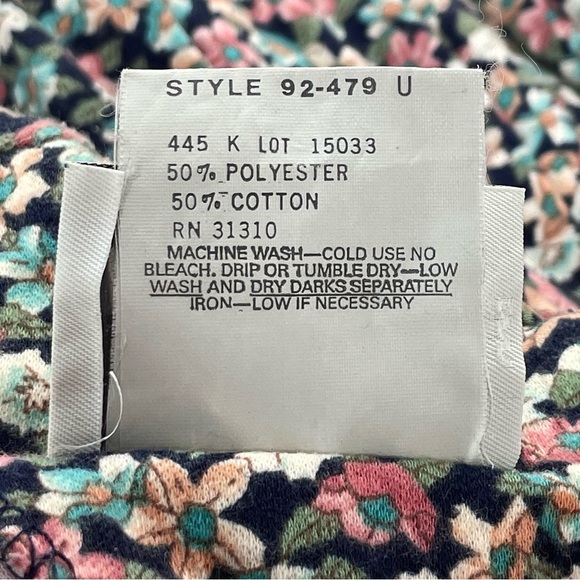 STYLE 92-479 U
445 K LOT 15033
50% POLYESTER
50% COTTON
RN 31310
MACHINE WASH—COLD USE NO
BLEACH. DRIP OR TUMBLE DRY—LOW
WASH AND DRY DARKS SEPARATELY
IRON—LOW IF NECESSARY